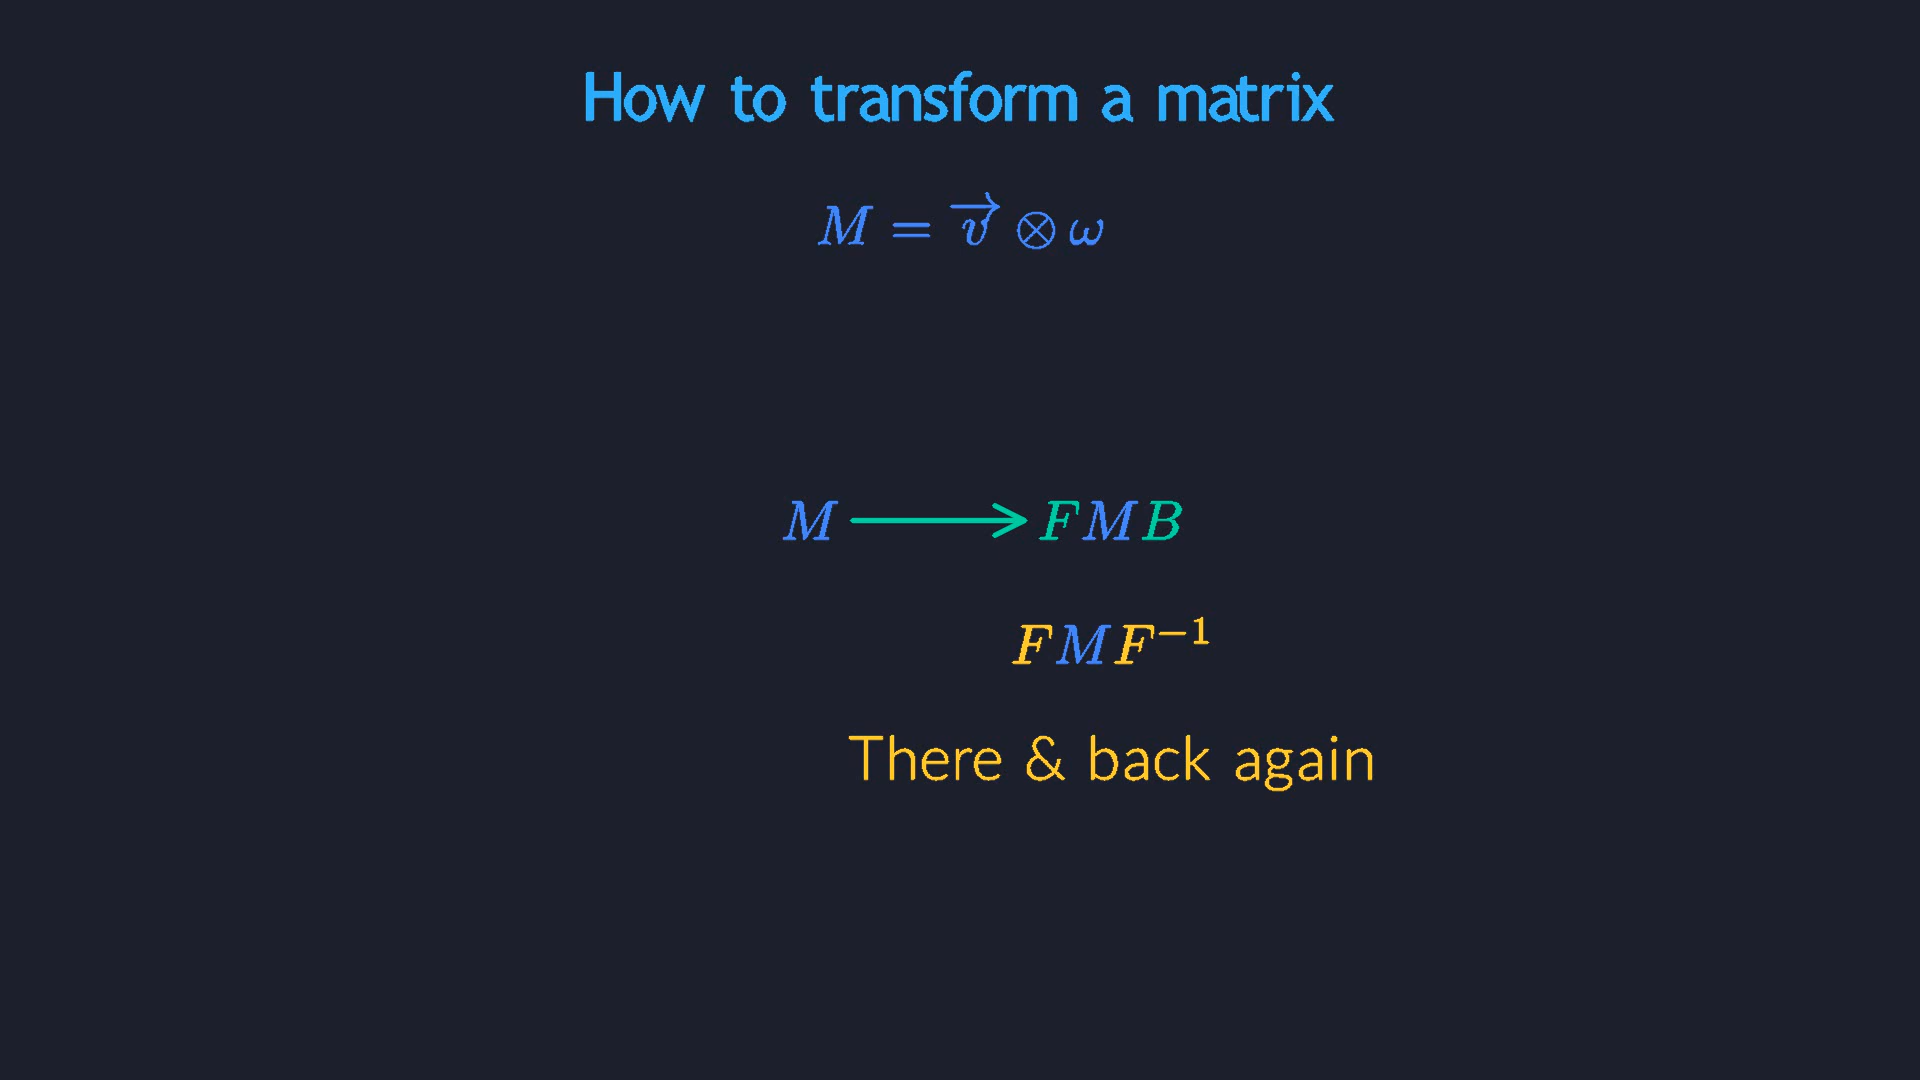 How to transform a matrix
M = v⃗ ⊗ ω
M ⟶ FMB
FMF⁻¹
There & back again